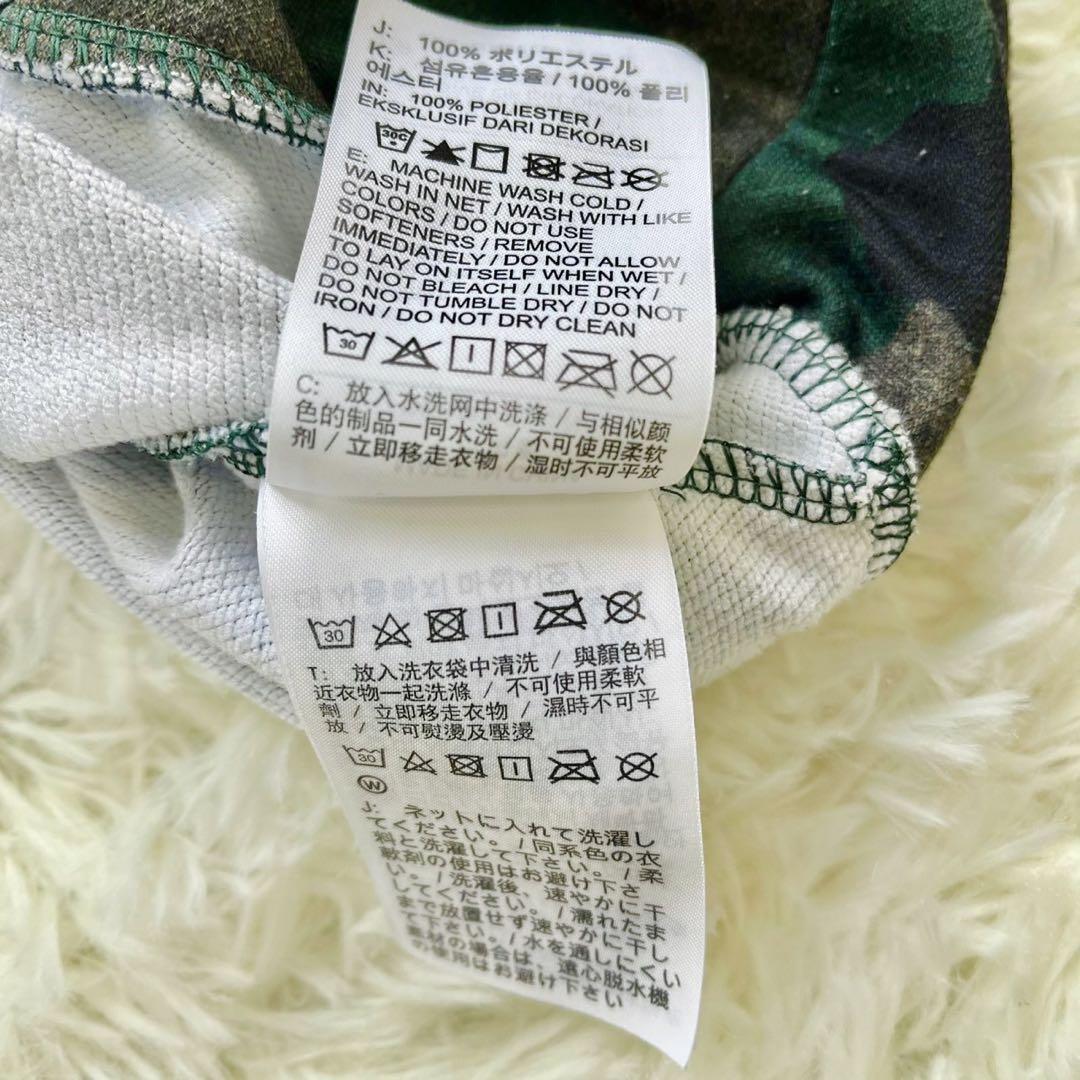 J: 100% ポリエステル
K: 섬유혼용율 / 100% 폴리
에스터
IN: 100% POLIESTER /
EKSKLUSIF DARI DEKORASI
30C
E: MACHINE WASH COLD /
WASH IN NET / WASH WITH LIKE
COLORS / DO NOT USE
SOFTENERS / REMOVE
IMMEDIATELY / DO NOT ALLOW
TO LAY ON ITSELF WHEN WET /
DO NOT BLEACH / LINE DRY /
DO NOT TUMBLE DRY / DO NOT
IRON / DO NOT DRY CLEAN
30
C: 放入水洗网中洗涤 / 与相似颜
色的制品一同水洗 / 不可使用柔软
剂 / 立即移走衣物 / 湿时不可平放
30
T: 放入洗衣袋中清洗 / 與顏色相
近衣物一起洗滌 / 不可使用柔軟
劑 / 立即移走衣物 / 濕時不可平
放 / 不可熨燙及壓燙
30
W
J: ネットに入れて洗濯し
てください。/同系色の衣
料と洗濯して下さい。/柔
軟剤の使用はお避け下さ
い。/洗濯後、速やかに干
してください。/濡れたま
まで放置せず速やかに干し
て下さい。/水を通しにくい
素材の場合は、遠心脱水機
の使用はお避け下さい